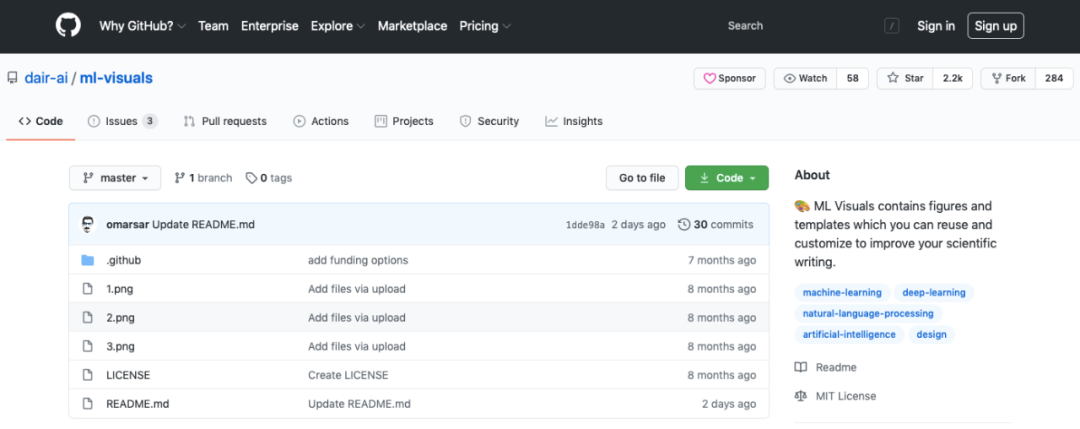 Why GitHub? Team Enterprise Explore Marketplace Pricing Search / Sign in Sign up
dair-ai / ml-visuals Sponsor Watch 58 Star 2.2k Fork 284
Code Issues 3 Pull requests Actions Projects Security Insights
master 1 branch 0 tags Go to file Code
omarsar Update README.md 1dde98a 2 days ago 30 commits
.github add funding options 7 months ago
1.png Add files via upload 8 months ago
2.png Add files via upload 8 months ago
3.png Add files via upload 8 months ago
LICENSE Create LICENSE 8 months ago
README.md Update README.md 2 days ago
About
ML Visuals contains figures and
templates which you can reuse and
customize to improve your scientific
writing.
machine-learning deep-learning
natural-language-processing
artificial-intelligence design
Readme
MIT License